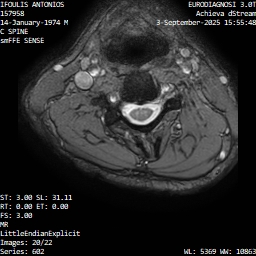 IFOULIS ANTONIOS
157958
14-January-1974 M
C SPINE
smFFE SENSE
EURODIAGNOSI 3.0T
Achieva dStream
3-September-2025 15:55:48
ST: 3.00 SL: 31.11
RT: 0.00 ET: 0.00
FS: 3.00
MR
LittleEndianExplicit
Images: 20/22
Series: 602
WL: 5369 WW: 10863